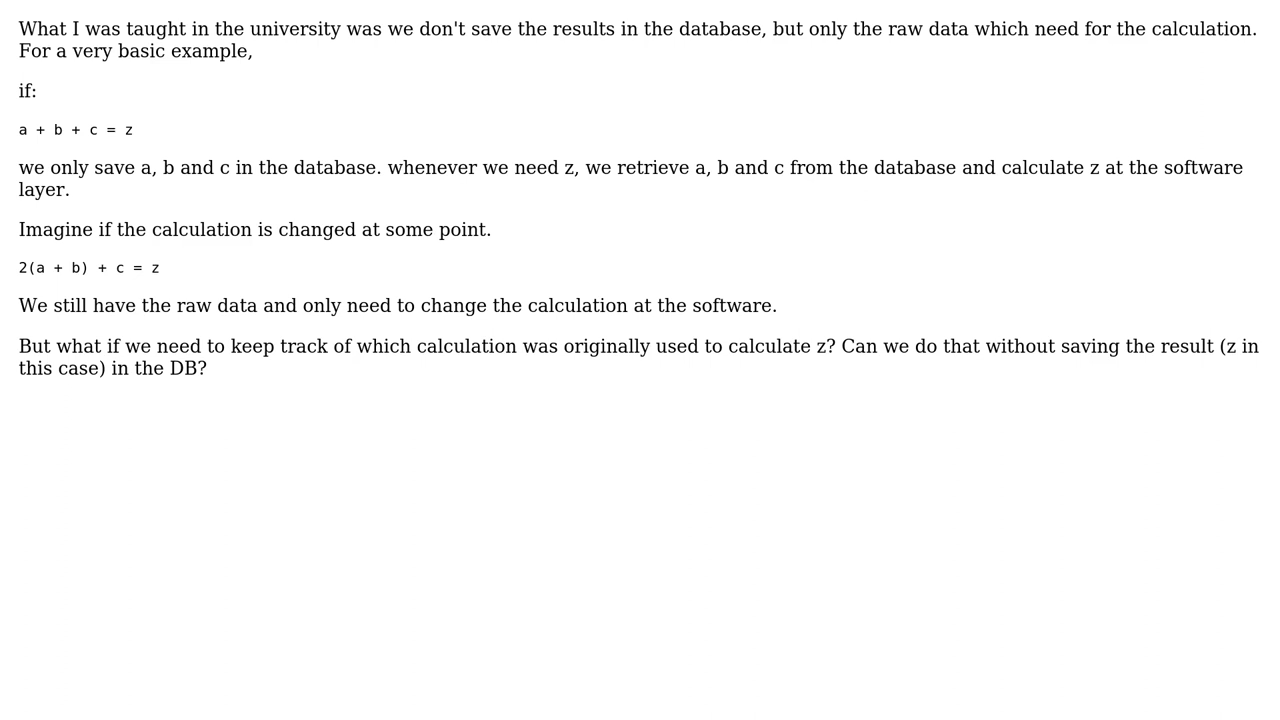 What I was taught in the university was we don't save the results in the database, but only the raw data which need for the calculation.
For a very basic example,
if:
a + b + c = z
we only save a, b and c in the database. whenever we need z, we retrieve a, b and c from the database and calculate z at the software
layer.
Imagine if the calculation is changed at some point.
2(a + b) + c = z
We still have the raw data and only need to change the calculation at the software.
But what if we need to keep track of which calculation was originally used to calculate z? Can we do that without saving the result (z in
this case) in the DB?